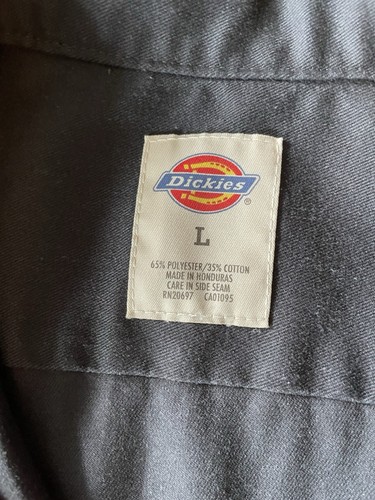 Dickies
®
L
65% POLYESTER/35% COTTON
MADE IN HONDURAS
CARE IN SIDE SEAM
RN20697 CA01095